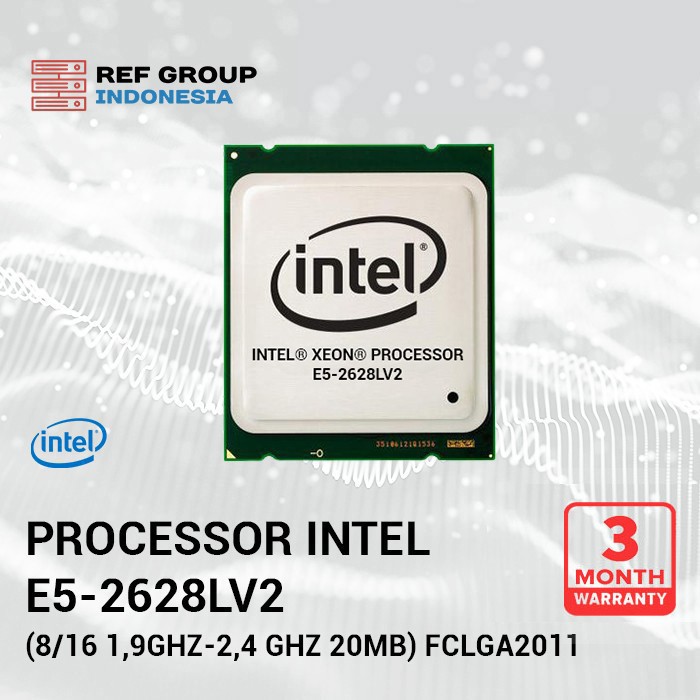 REF GROUP
INDONESIA
intel®
INTEL® XEON® PROCESSOR
E5-2628LV2
3510612101536
intel
PROCESSOR INTEL
E5-2628LV2
(8/16 1,9GHZ-2,4 GHZ 20MB) FCLGA2011
3
MONTH
WARRANTY